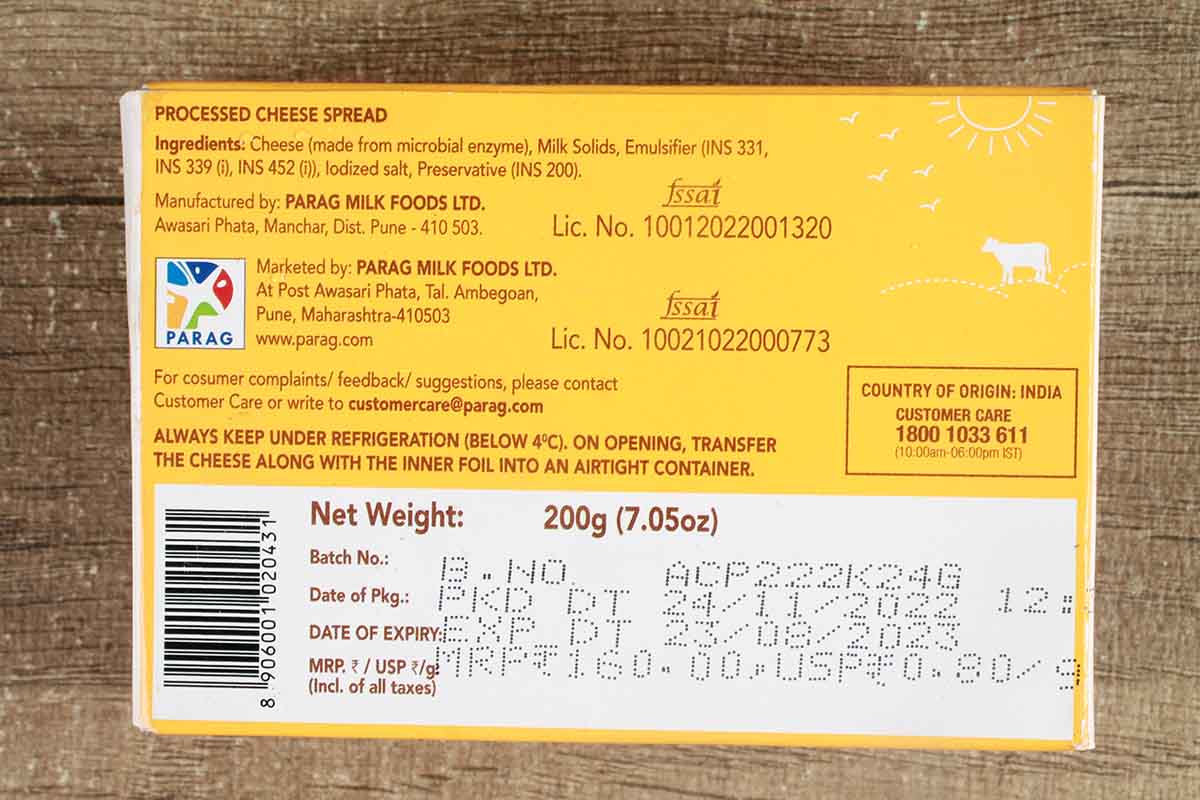 PROCESSED CHEESE SPREAD
Ingredients: Cheese (made from microbial enzyme), Milk Solids, Emulsifier (INS 331,
INS 339 (i), INS 452 (i)), Iodized salt, Preservative (INS 200).
Manufactured by: PARAG MILK FOODS LTD.
Awasari Phata, Manchar, Dist. Pune - 410 503.
fssai
Lic. No. 10012022001320
PARAG
Marketed by: PARAG MILK FOODS LTD.
At Post Awasari Phata, Tal. Ambegoan,
Pune, Maharashtra-410503
www.parag.com
fssai
Lic. No. 10021022000773
For cosumer complaints/ feedback/ suggestions, please contact
Customer Care or write to customercare@parag.com
COUNTRY OF ORIGIN: INDIA
CUSTOMER CARE
1800 1033 611
(10:00am-06:00pm IST)
ALWAYS KEEP UNDER REFRIGERATION (BELOW 4⁰C). ON OPENING, TRANSFER
THE CHEESE ALONG WITH THE INNER FOIL INTO AN AIRTIGHT CONTAINER.
8 906001 020431
Net Weight: 200g (7.05oz)
Batch No.: B.NO. ACP222K24G
Date of Pkg.: PKD DT 24/11/2022 12:
DATE OF EXPIRY: EXP DT 23/08/2023
MRP. ₹ / USP ₹/g: MRP₹160.00,USP₹0.80/g
(Incl. of all taxes)